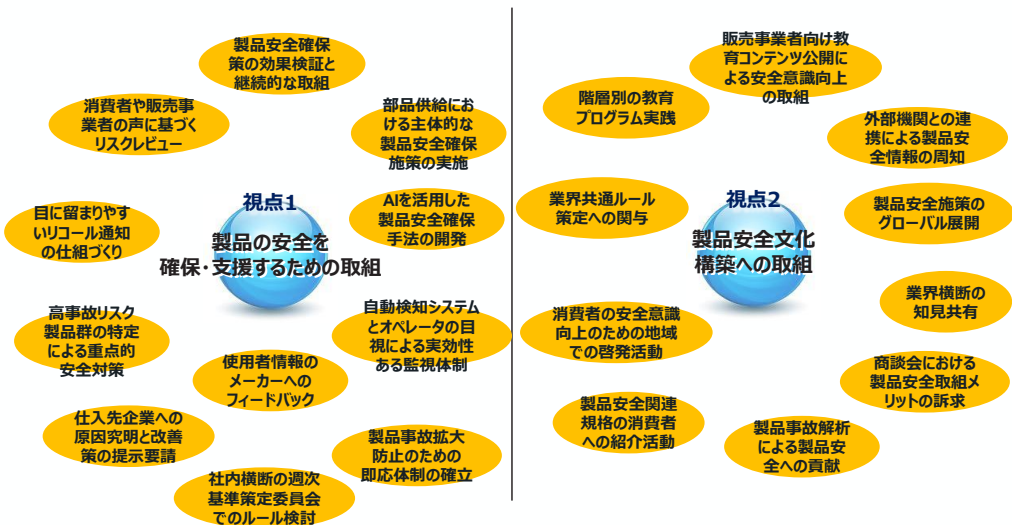 製品安全確保
策の効果検証と
継続的な取組
消費者や販売事
業者の声に基づく
リスクレビュー
部品供給にお
ける主体的な
製品安全確保
施策の実施
目に留まりやす
いリコール通知
の仕組づくり
視点1
製品の安全を
確保・支援するための取組
AIを活用した
製品安全確保
手法の開発
高事故リスク
製品群の特定
による重点的
安全対策
使用者情報の
メーカーへの
フィードバック
自動検知システム
とオペレータの目
視による実効性
ある監視体制
仕入先企業への
原因究明と改善
策の提示要請
製品事故拡大
防止のための
即応体制の確立
社内横断の週次
基準策定委員会
でのルール検討
販売事業者向け教
育コンテンツ公開に
よる安全意識向上
の取組
階層別の教育
プログラム実践
外部機関との連
携による製品安
全情報の周知
業界共通ルール
策定への関与
視点2
製品安全文化
構築への取組
製品安全施策の
グローバル展開
消費者の安全意識
向上のための地域
での啓発活動
業界横断の
知見共有
商談会における
製品安全取組メ
リットの訴求
製品安全関連
規格の消費者
への紹介活動
製品事故解析
による製品安
全への貢献